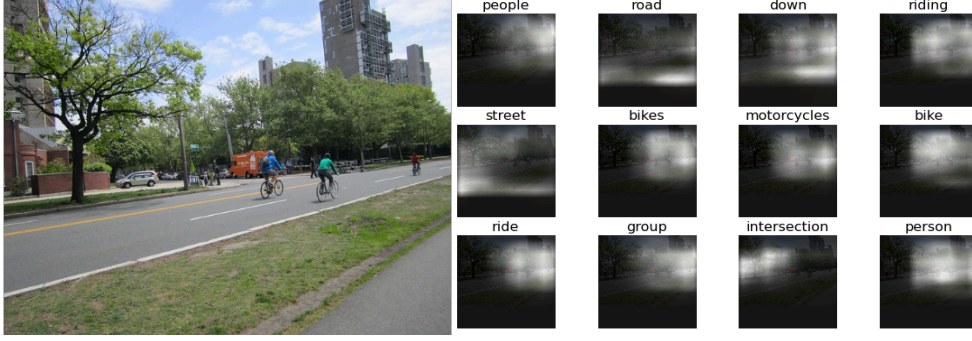 people road down riding
street bikes motorcycles bike
ride group intersection person